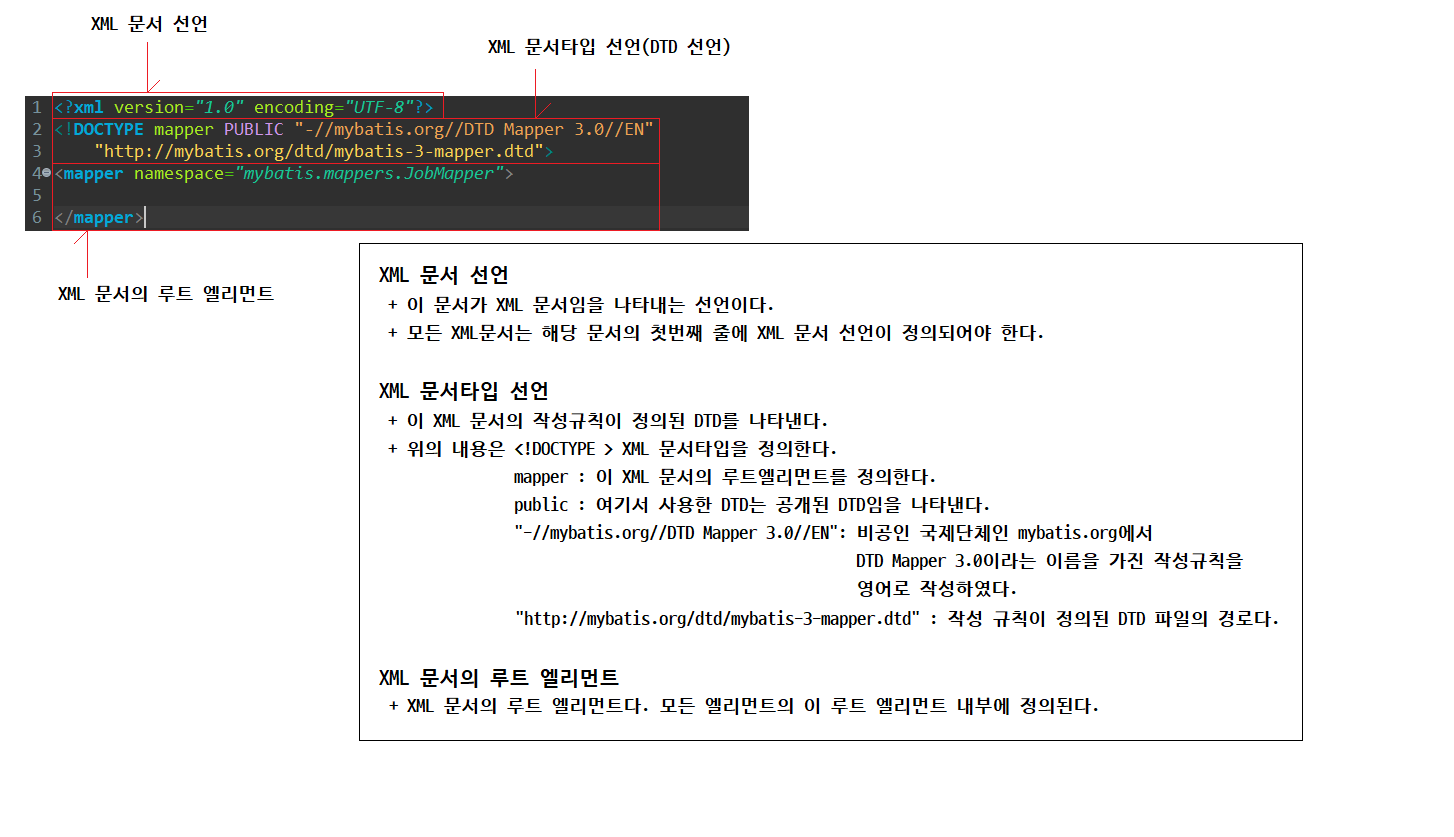 XML 문서 선언
XML 문서타입 선언(DTD 선언)
1 <?xml version="1.0" encoding="UTF-8"?>
2 <!DOCTYPE mapper PUBLIC "-//mybatis.org//DTD Mapper 3.0//EN"
3 "http://mybatis.org/dtd/mybatis-3-mapper.dtd">
4 <mapper namespace="mybatis.mappers.JobMapper">
5
6 </mapper>
XML 문서의 루트 엘리먼트
XML 문서 선언
+ 이 문서가 XML 문서임을 나타내는 선언이다.
+ 모든 XML문서는 해당 문서의 첫번째 줄에 XML 문서 선언이 정의되어야 한다.
XML 문서타입 선언
+ 이 XML 문서의 작성규칙이 정의된 DTD를 나타낸다.
+ 위의 내용은 <!DOCTYPE > XML 문서타입을 정의한다.
mapper : 이 XML 문서의 루트엘리먼트를 정의한다.
public : 여기서 사용한 DTD는 공개된 DTD임을 나타낸다.
"-//mybatis.org//DTD Mapper 3.0//EN": 비공인 국제단체인 mybatis.org에서
DTD Mapper 3.0이라는 이름을 가진 작성규칙을
영어로 작성하였다.
"http://mybatis.org/dtd/mybatis-3-mapper.dtd" : 작성 규칙이 정의된 DTD 파일의 경로다.
XML 문서의 루트 엘리먼트
+ XML 문서의 루트 엘리먼트다. 모든 엘리먼트의 이 루트 엘리먼트 내부에 정의된다.